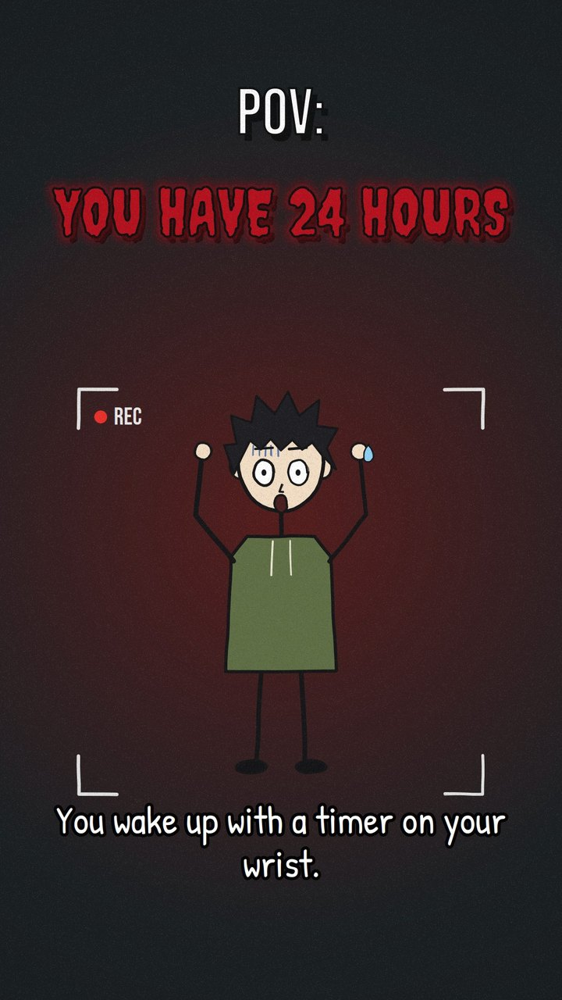 POV:
YOU HAVE 24 HOURS
REC
You wake up with a timer on your
wrist.